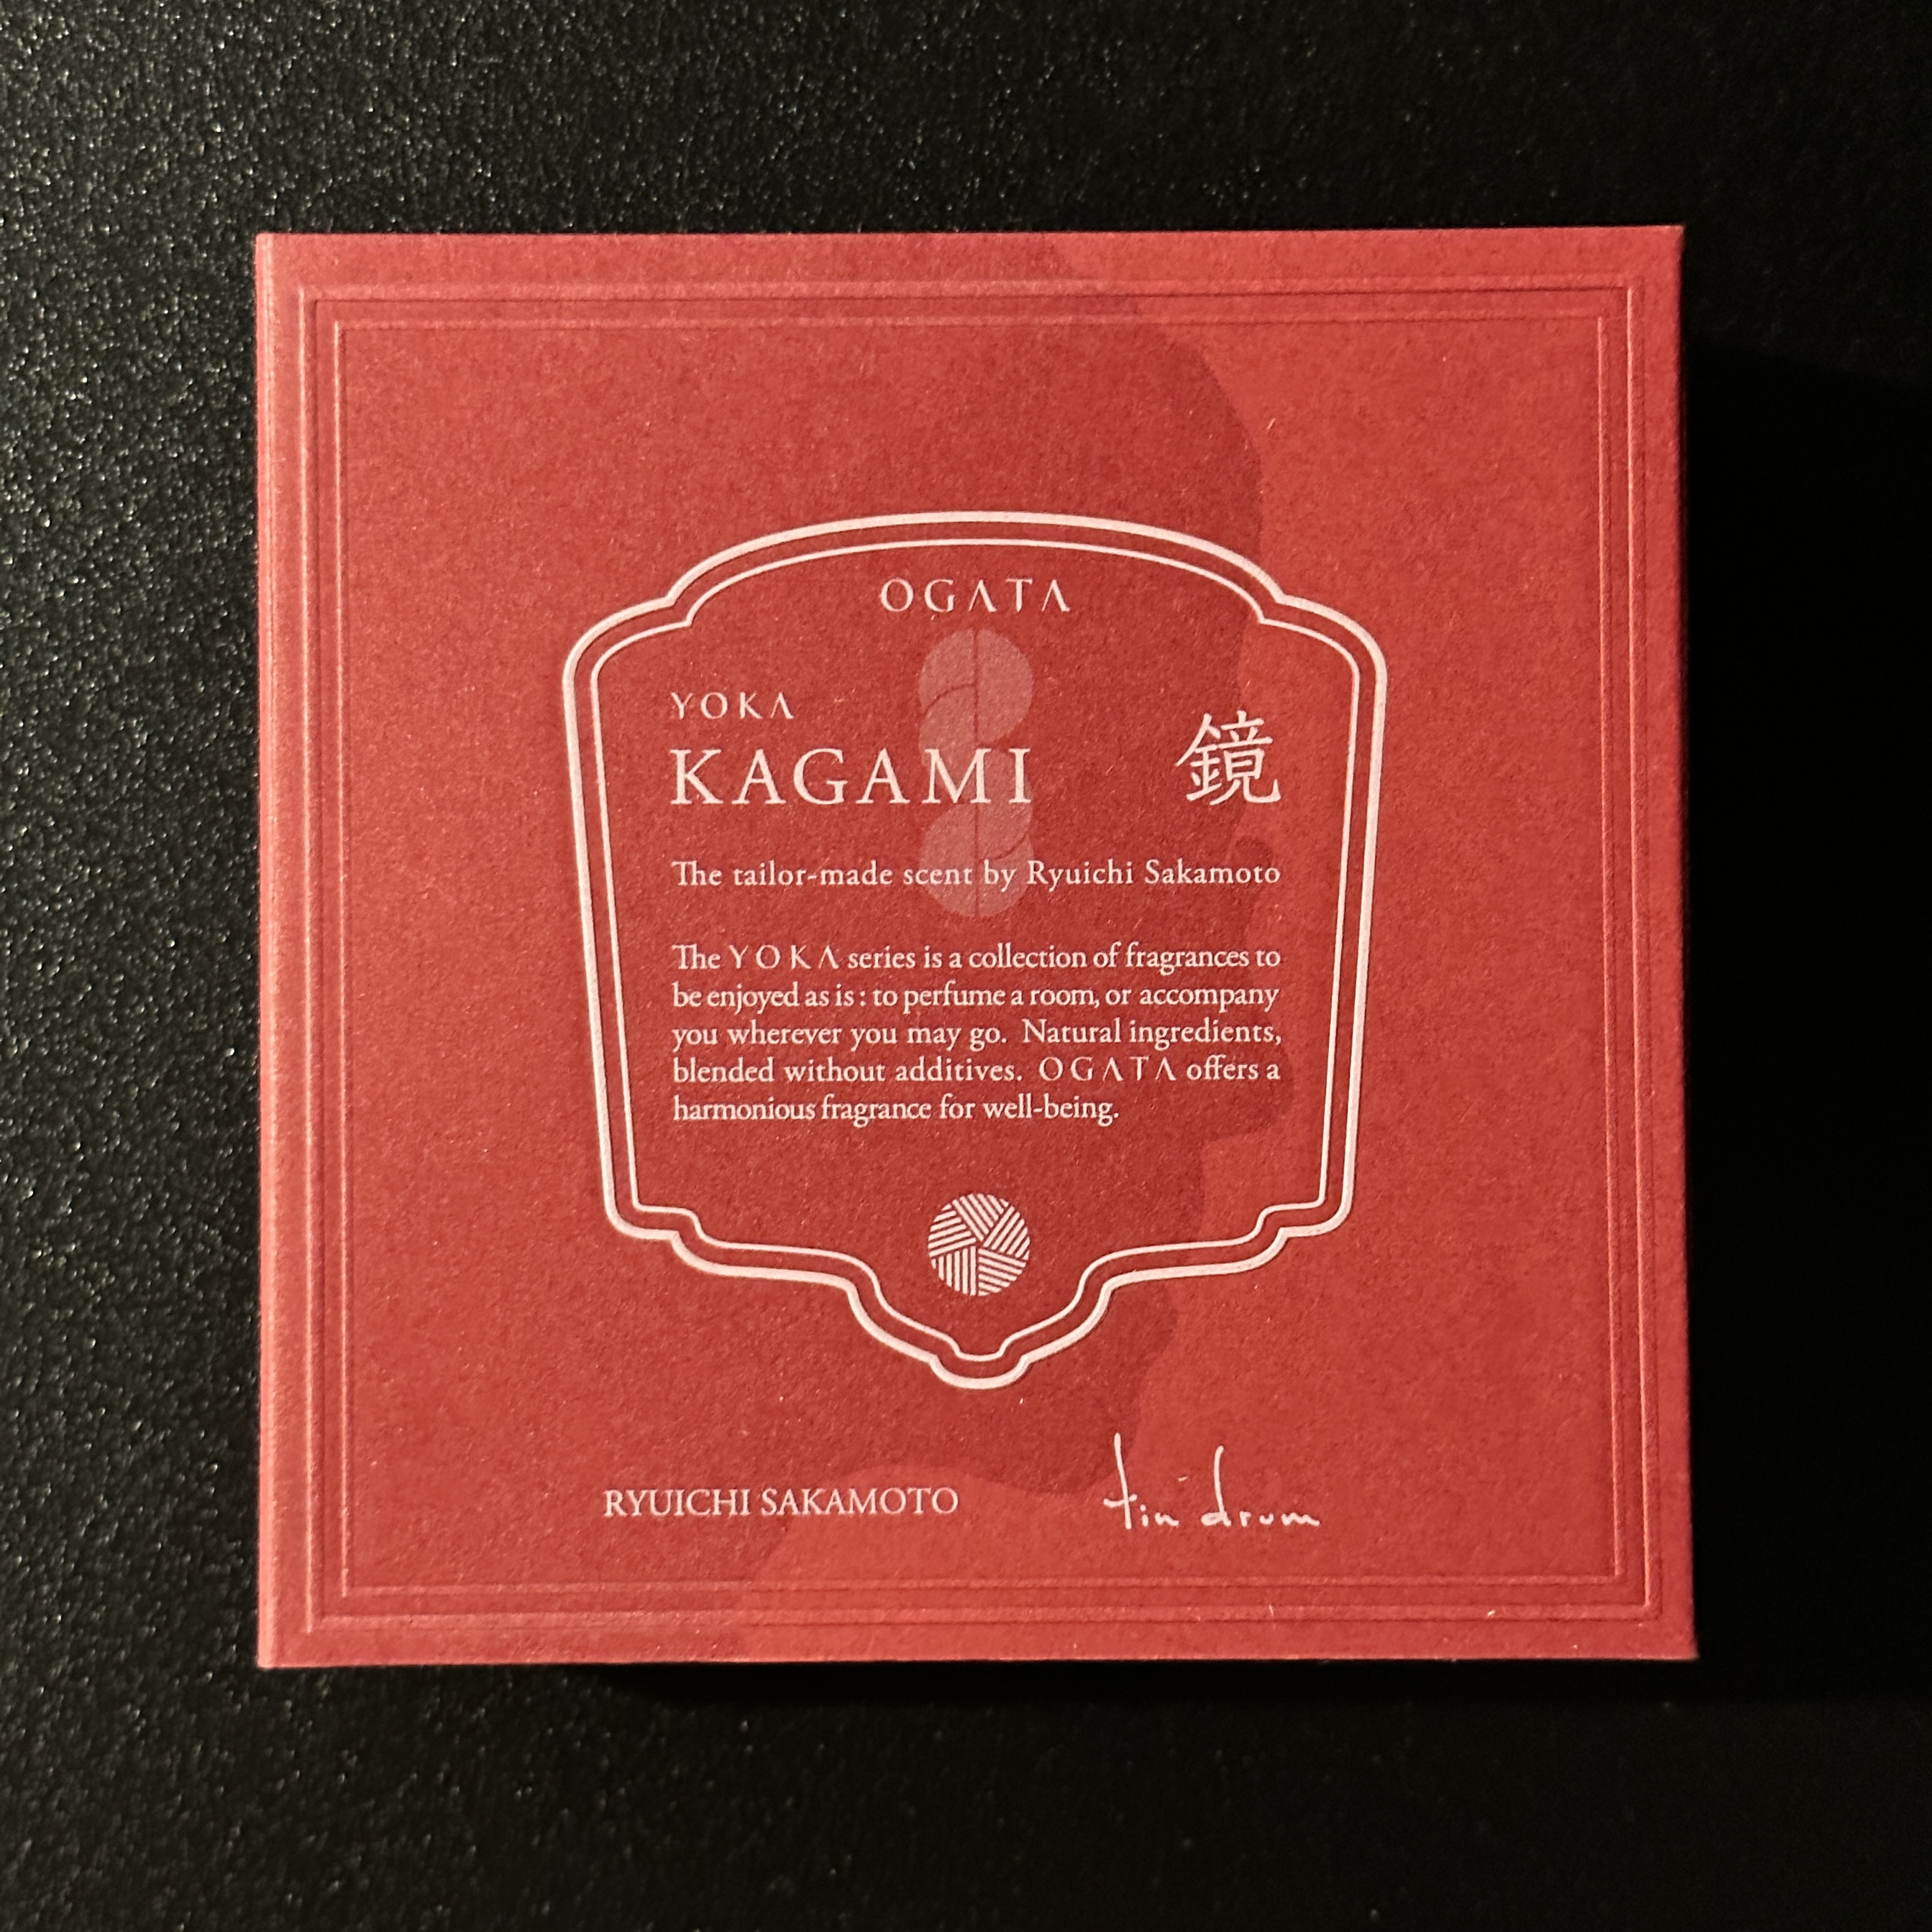 OGATA
YOKA
KAGAMI 鏡
The tailor-made scent by Ryuichi Sakamoto
The YOKA series is a collection of fragrances to
be enjoyed as is : to perfume a room, or accompany
you wherever you may go. Natural ingredients,
blended without additives. OGATA offers a
harmonious fragrance for well-being.
RYUICHI SAKAMOTO tin drum